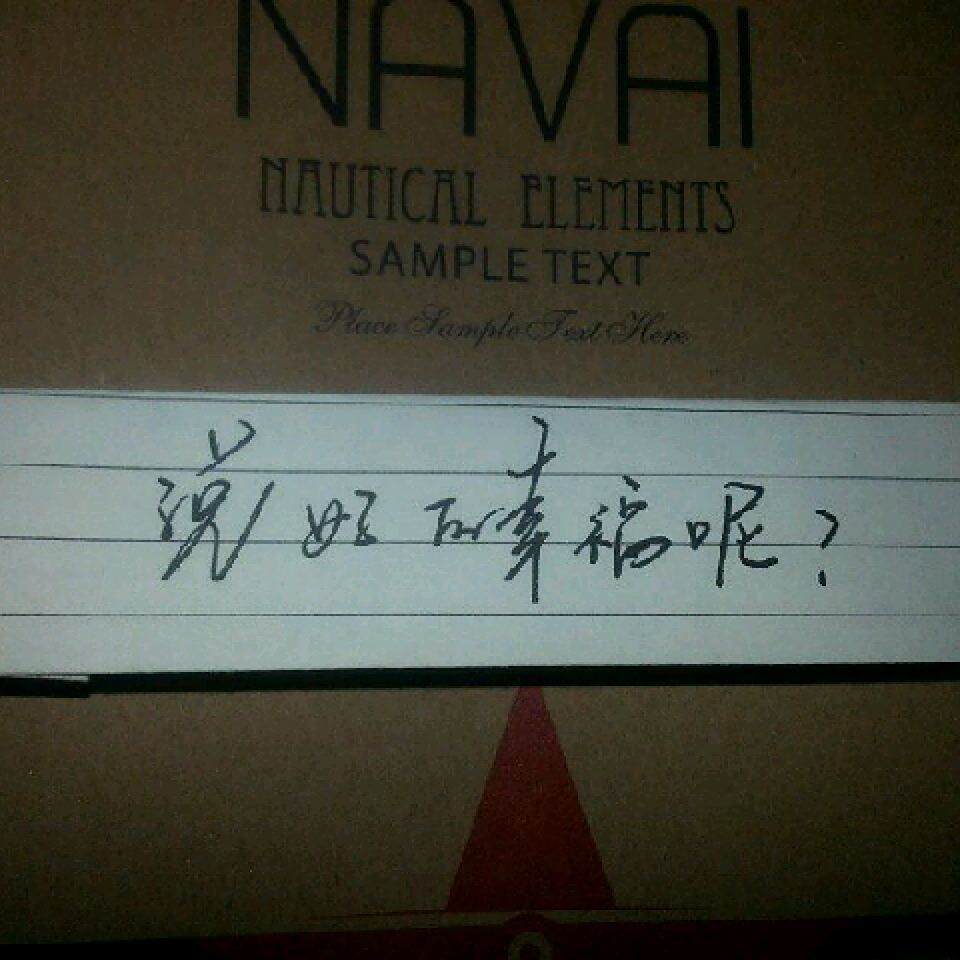 NAVAI
NAUTICAL ELEMENTS
SAMPLE TEXT
Place Sample Text Here
说好的幸福呢?